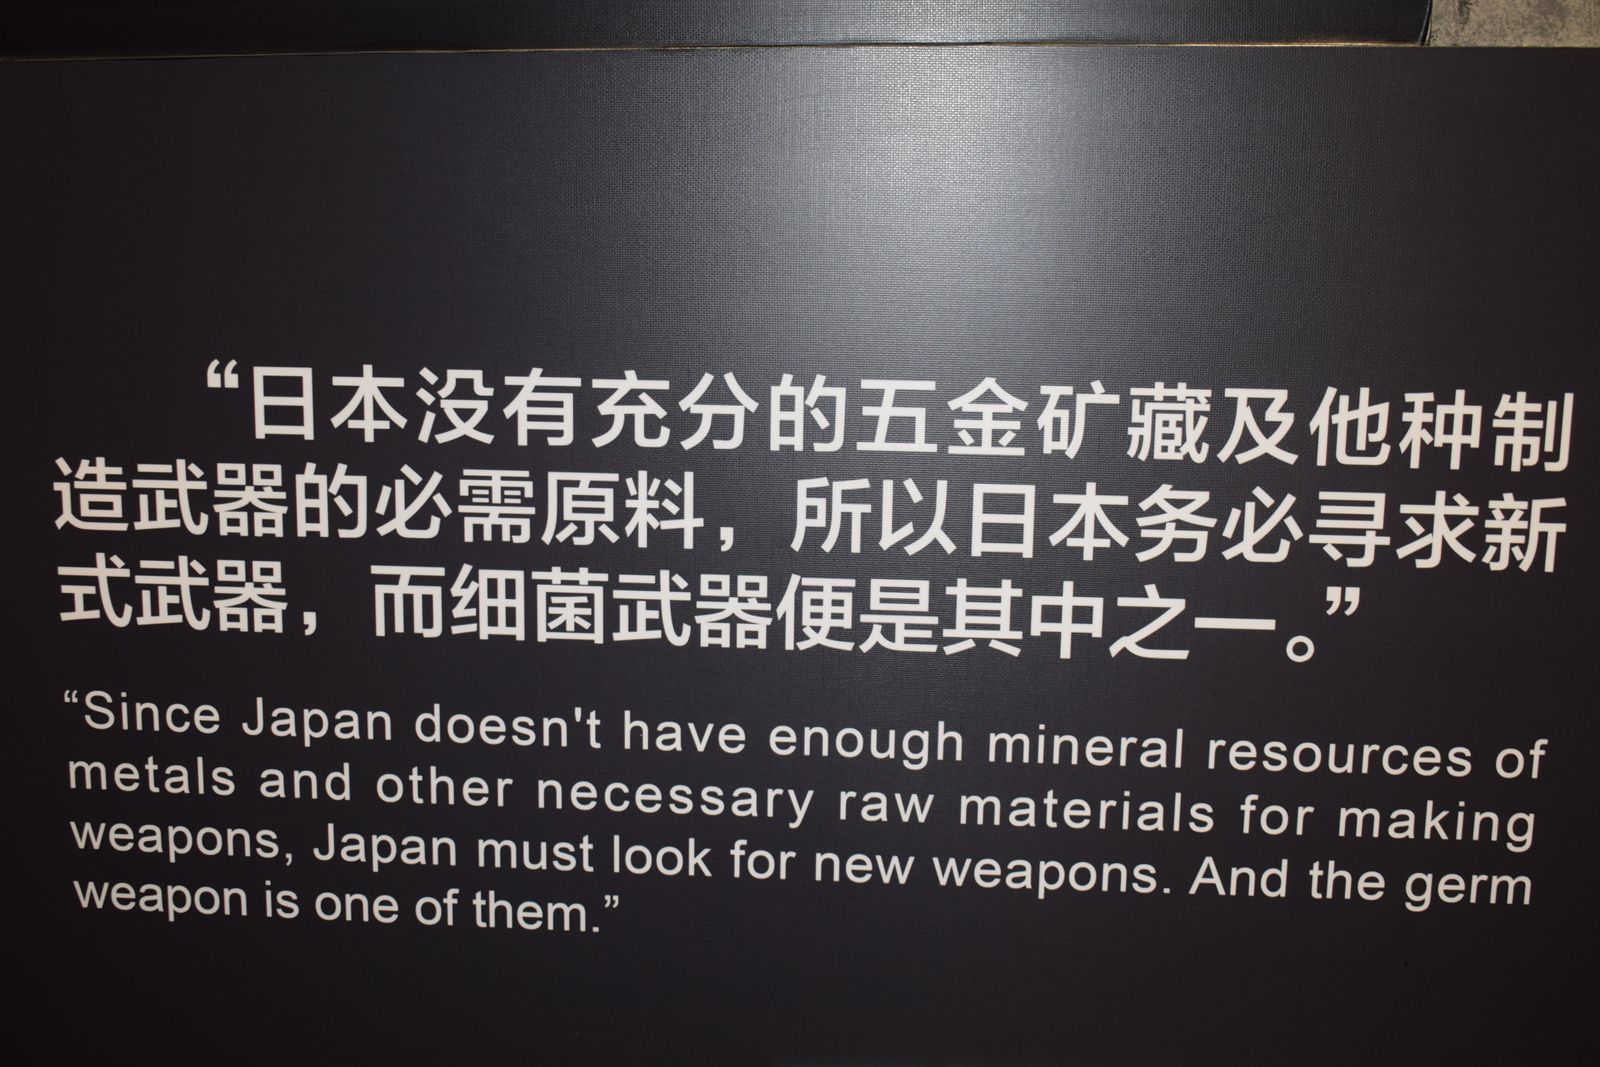 “日本没有充分的五金矿藏及他种制
造武器的必需原料，所以日本务必寻求新
式武器，而细菌武器便是其中之一。”
“Since Japan doesn't have enough mineral resources of
metals and other necessary raw materials for making
weapons, Japan must look for new weapons. And the germ
weapon is one of them.”